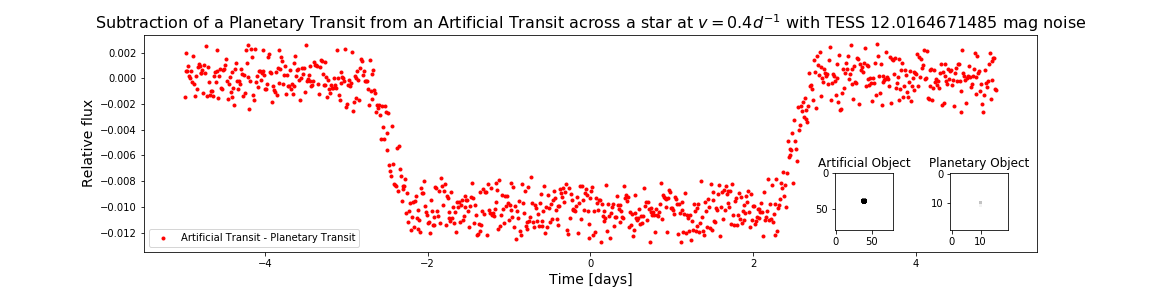 Subtraction of a Planetary Transit from an Artificial Transit across a star at v = 0.4d⁻¹ with TESS 12.0164671485 mag noise
Relative flux
0.002
0.000
−0.002
−0.004
−0.006
−0.008
−0.010
−0.012
Artificial Transit - Planetary Transit
Artificial Object
0
50
0 50
Planetary Object
0
10
0 10
−4 −2 0 2 4
Time [days]